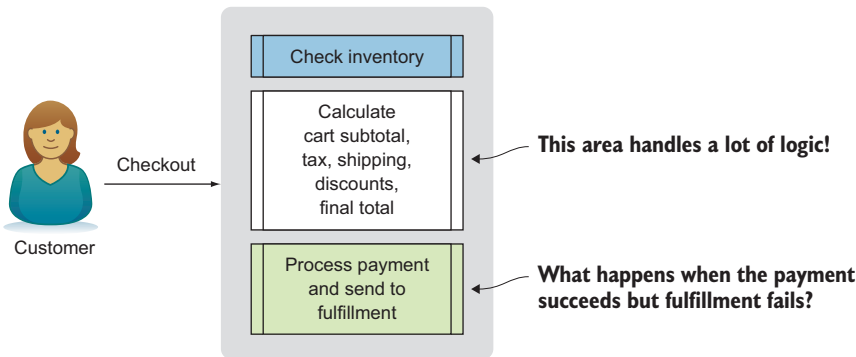 Check inventory
Calculate
cart subtotal,
tax, shipping,
discounts,
final total
This area handles a lot of logic!
Checkout
Customer
Process payment
and send to
fulfillment
What happens when the payment
succeeds but fulfillment fails?